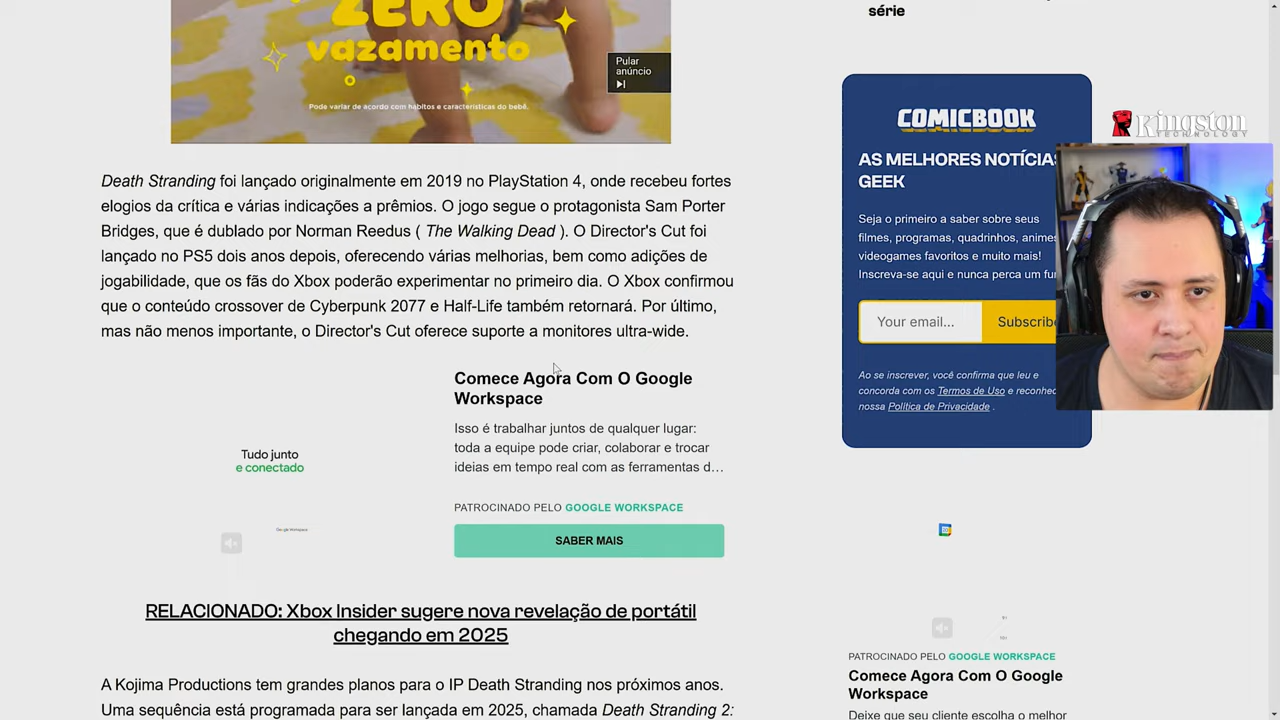 ZERO
vazamento
Pular
anúncio
Pode variar de acordo com hábitos e características do bebê.
Death Stranding foi lançado originalmente em 2019 no PlayStation 4, onde recebeu fortes
elogios da crítica e várias indicações a prêmios. O jogo segue o protagonista Sam Porter
Bridges, que é dublado por Norman Reedus ( The Walking Dead ). O Director's Cut foi
lançado no PS5 dois anos depois, oferecendo várias melhorias, bem como adições de
jogabilidade, que os fãs do Xbox poderão experimentar no primeiro dia. O Xbox confirmou
que o conteúdo crossover de Cyberpunk 2077 e Half-Life também retornará. Por último,
mas não menos importante, o Director's Cut oferece suporte a monitores ultra-wide.
Comece Agora Com O Google
Workspace
Isso é trabalhar juntos de qualquer lugar:
toda a equipe pode criar, colaborar e trocar
ideias em tempo real com as ferramentas d…
Tudo junto
e conectado
Google Workspace
PATROCINADO PELO GOOGLE WORKSPACE
SABER MAIS
RELACIONADO: Xbox Insider sugere nova revelação de portátil
chegando em 2025
A Kojima Productions tem grandes planos para o IP Death Stranding nos próximos anos.
Uma sequência está programada para ser lançada em 2025, chamada Death Stranding 2:
série
COMICBOOK
AS MELHORES NOTÍCIAS
GEEK
Seja o primeiro a saber sobre seus
filmes, programas, quadrinhos, animes
videogames favoritos e muito mais!
Inscreva-se aqui e nunca perca um fur
Your email...
Subscribe
Ao se inscrever, você confirma que leu e
concorda com os Termos de Uso e reconhec
nossa Política de Privacidade .
Kingston
TECHNOLOGY
PATROCINADO PELO GOOGLE WORKSPACE
Comece Agora Com O Google
Workspace
Deixe que seu cliente escolha o melhor